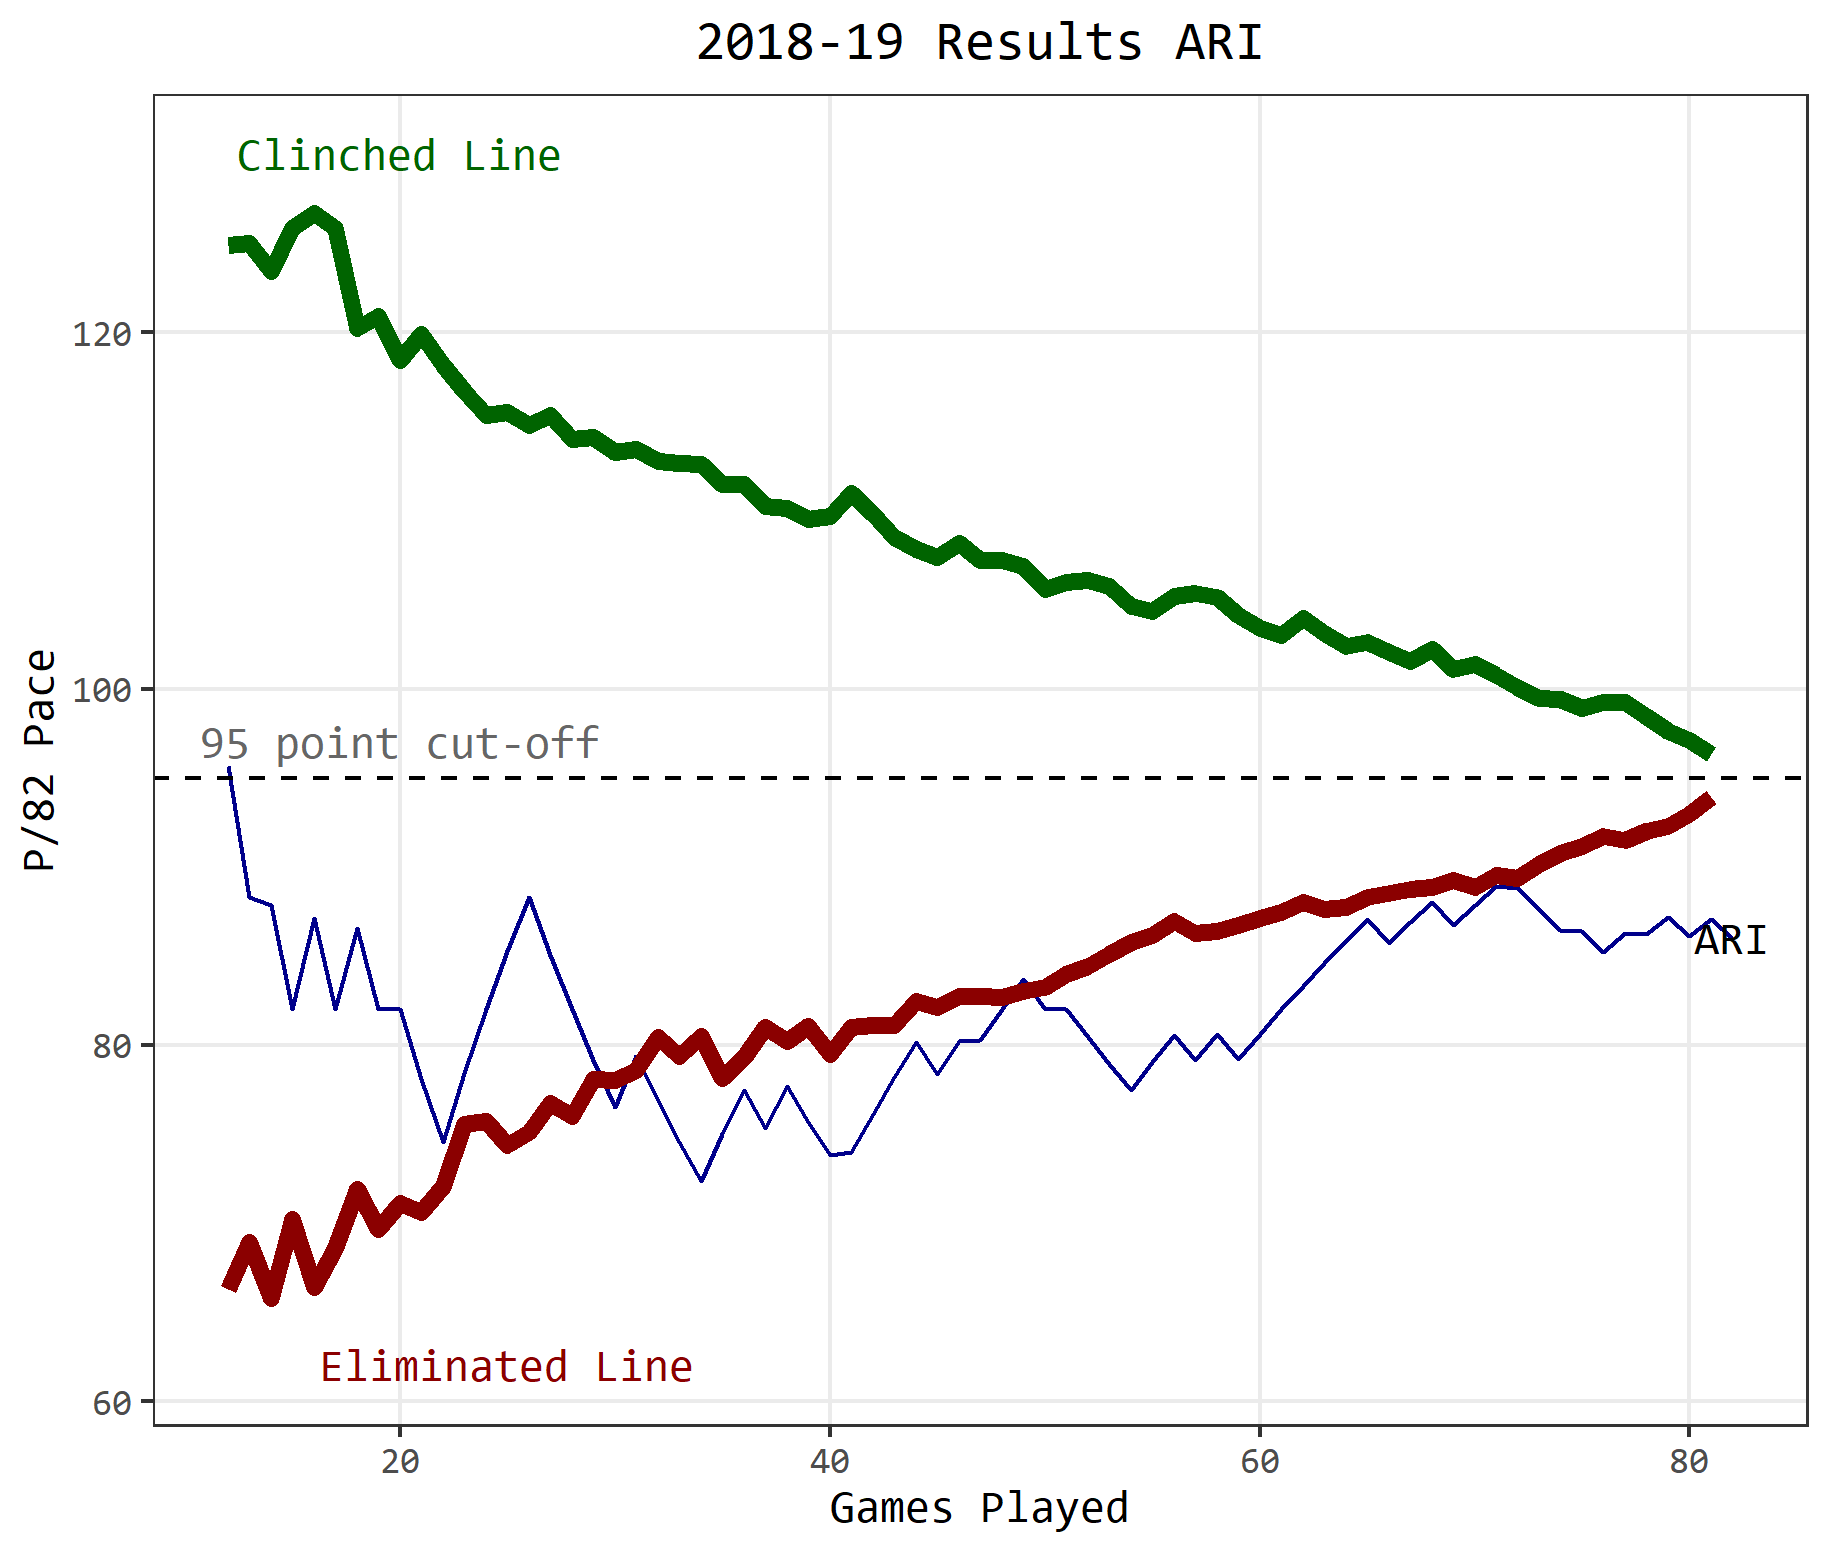 2018-19 Results ARI
Clinched Line
120
100
95 point cut-off
P/82 Pace
ARI
80
Eliminated Line
60
20 40 60 80
Games Played